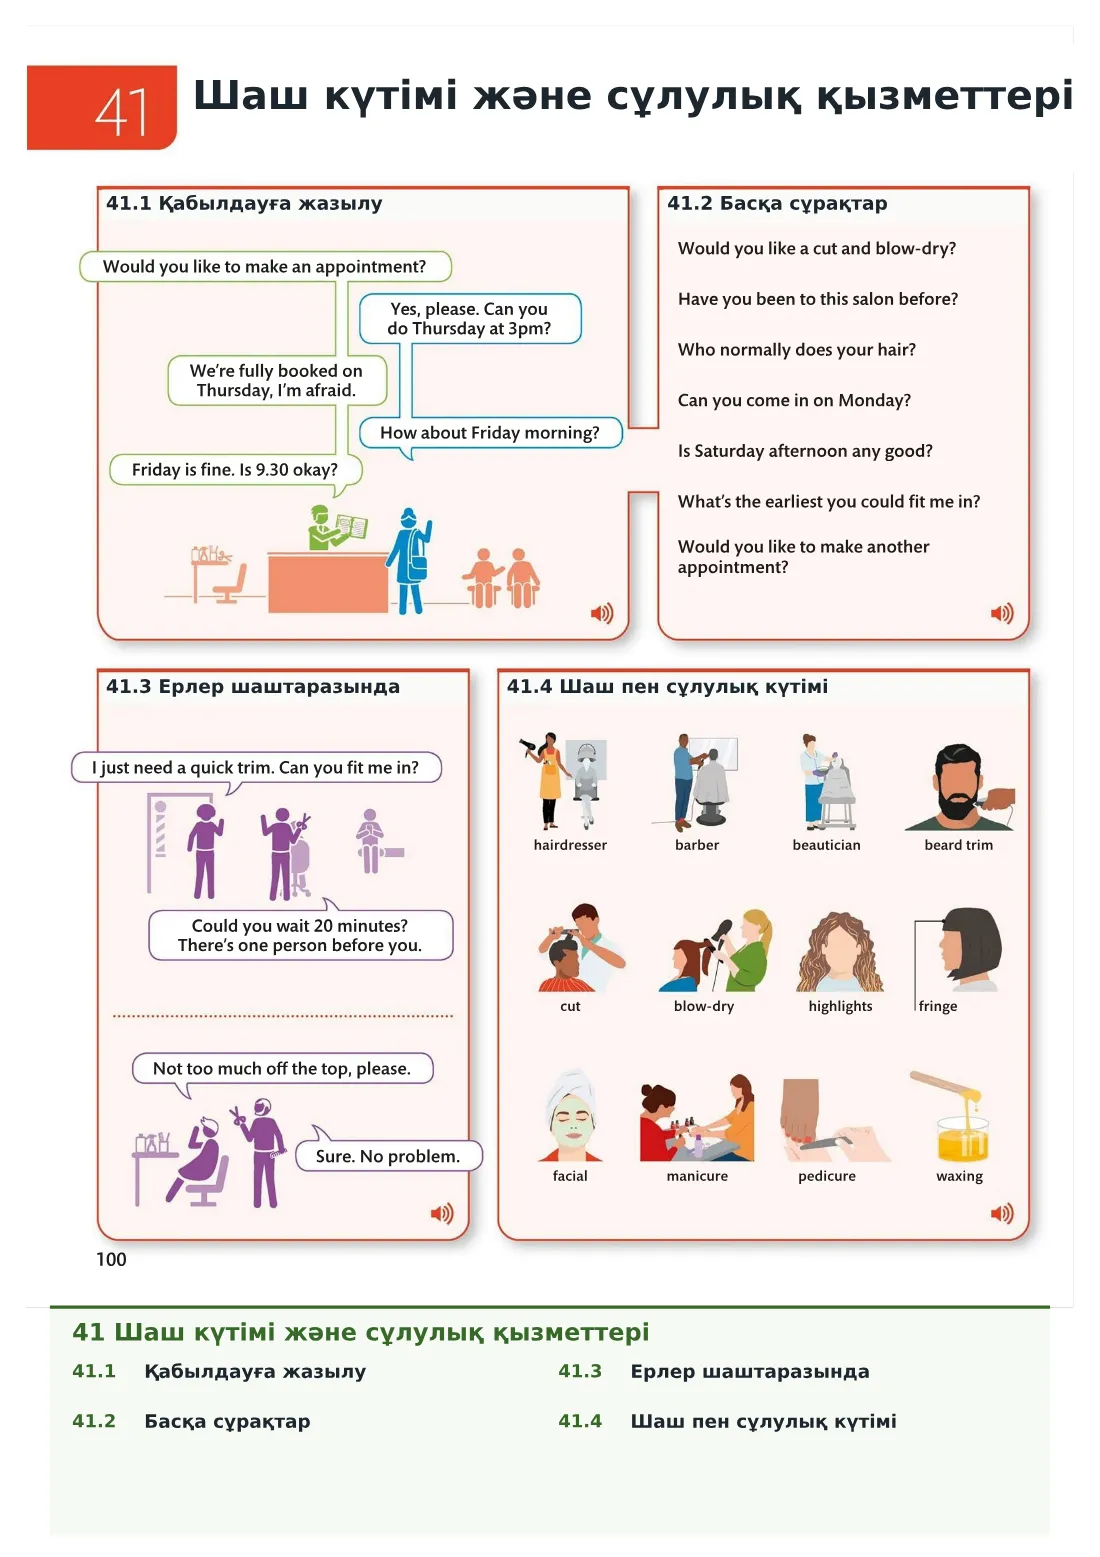 41
Шаш күтімі және сұлулық қызметтері
41.1 Қабылдауға жазылу
Would you like to make an appointment?
Yes, please. Can you
do Thursday at 3pm?
We're fully booked on
Thursday, I'm afraid.
How about Friday morning?
Friday is fine. Is 9.30 okay?
41.2 Басқа сұрақтар
Would you like a cut and blow-dry?
Have you been to this salon before?
Who normally does your hair?
Can you come in on Monday?
Is Saturday afternoon any good?
What's the earliest you could fit me in?
Would you like to make another
appointment?
41.3 Ерлер шаштаразында
I just need a quick trim. Can you fit me in?
Could you wait 20 minutes?
There's one person before you.
Not too much off the top, please.
Sure. No problem.
41.4 Шаш пен сұлулық күтімі
hairdresser
barber
beautician
beard trim
cut
blow-dry
highlights
fringe
facial
manicure
pedicure
waxing
100
41 Шаш күтімі және сұлулық қызметтері
41.1 Қабылдауға жазылу
41.2 Басқа сұрақтар
41.3 Ерлер шаштаразында
41.4 Шаш пен сұлулық күтімі